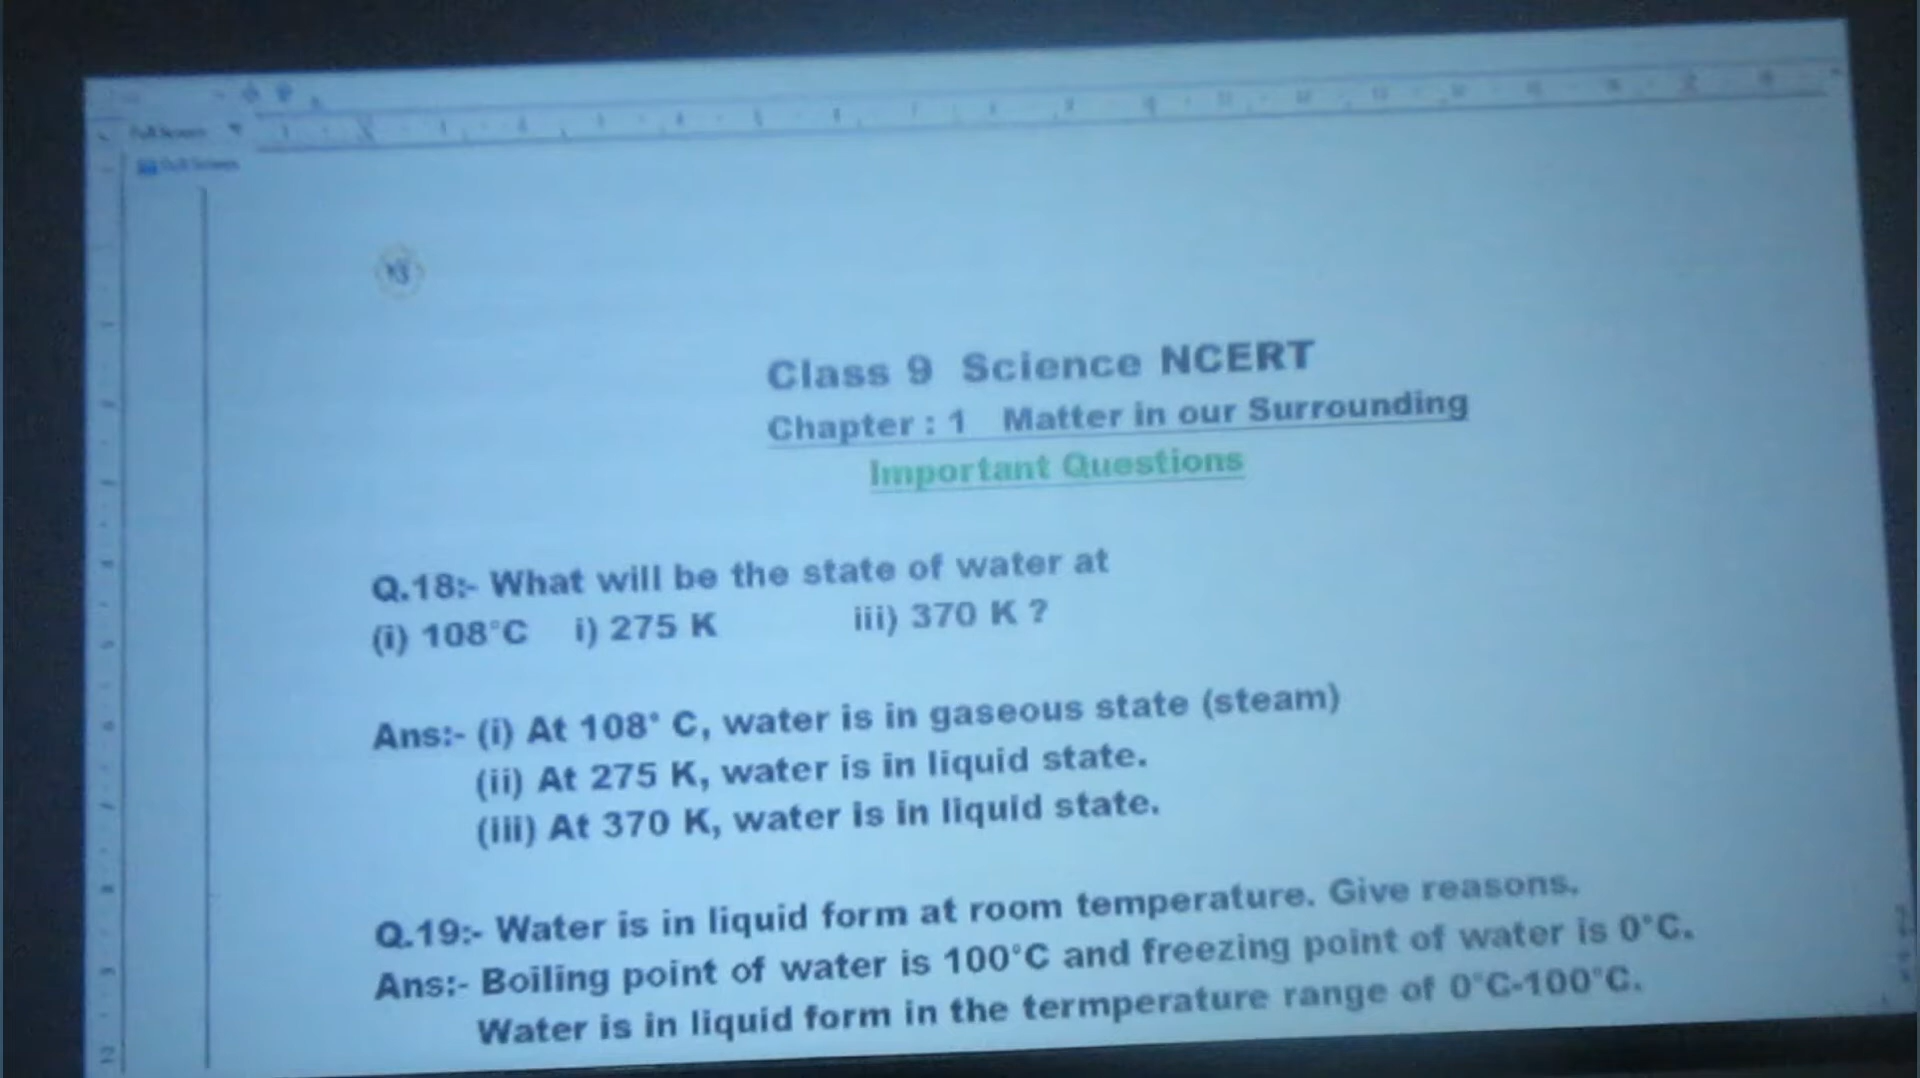 Full Screen
Full Screen
Class 9 Science NCERT
Chapter : 1 Matter in our Surrounding
Important Questions
Q.18:- What will be the state of water at
(i) 108°C i) 275 K iii) 370 K ?
Ans:- (i) At 108° C, water is in gaseous state (steam)
(ii) At 275 K, water is in liquid state.
(iii) At 370 K, water is in liquid state.
Q.19:- Water is in liquid form at room temperature. Give reasons.
Ans:- Boiling point of water is 100°C and freezing point of water is 0°C.
Water is in liquid form in the termperature range of 0°C-100°C.